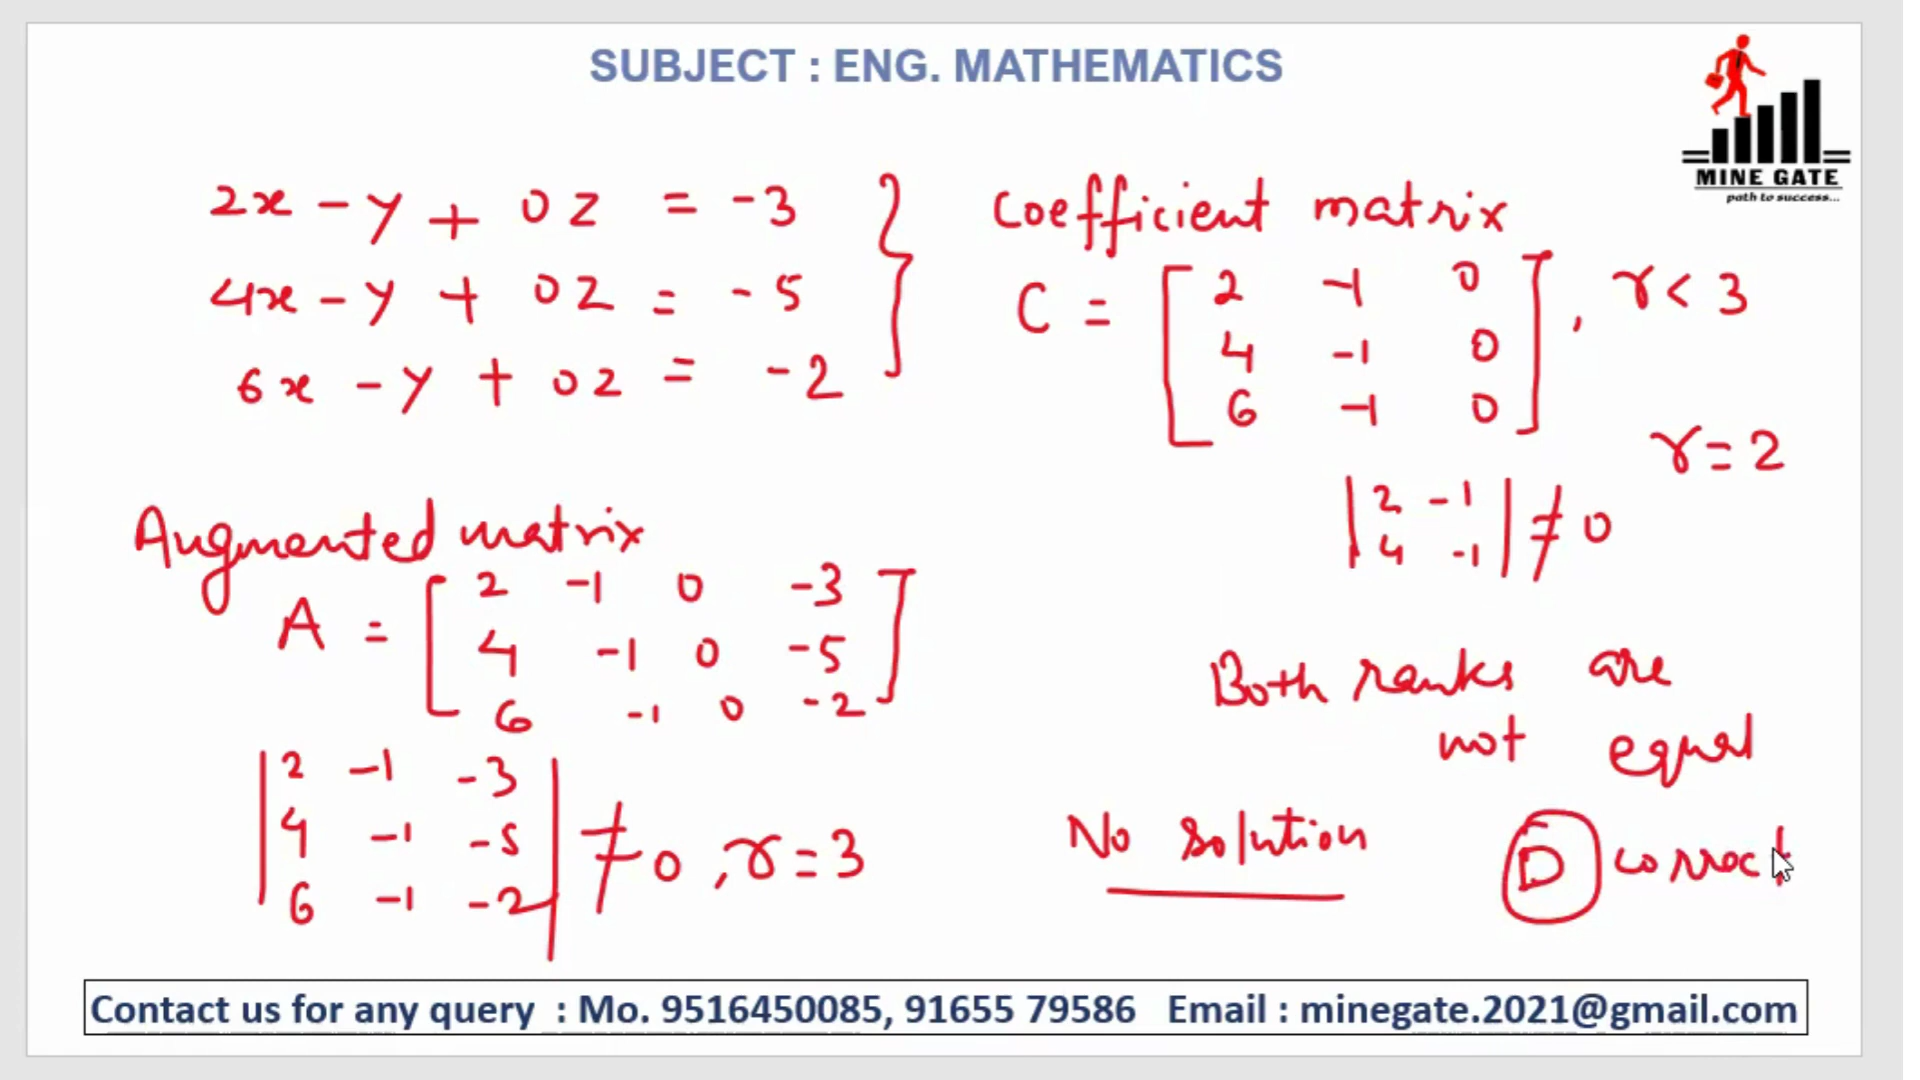 SUBJECT : ENG. MATHEMATICS
MINE GATE
path to success...
2x - y + 0z = -3
4x - y + 0z = -5
6x - y + 0z = -2
Coefficient matrix
C = [ 2 -1 0 ] , r < 3
4 -1 0
6 -1 0
r = 2
| 2 -1 | ≠ 0
4 -1
Augmented matrix
A = [ 2 -1 0 -3 ]
4 -1 0 -5
6 -1 0 -2
| 2 -1 -3 |
4 -1 -5 ≠ 0 , r = 3
6 -1 -2
Both ranks are
not equal
No solution
D correct
Contact us for any query : Mo. 9516450085, 91655 79586 Email : minegate.2021@gmail.com